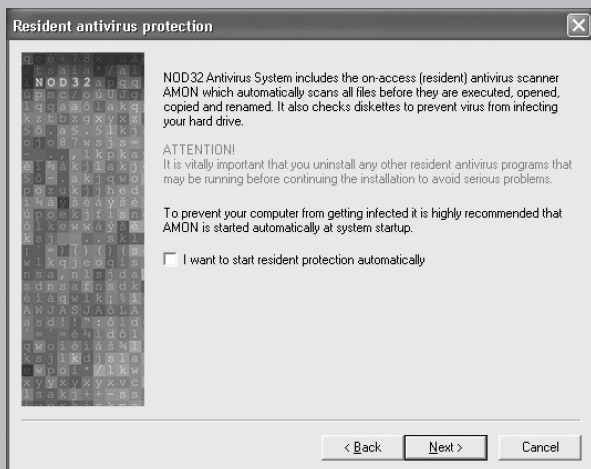 Resident antivirus protection
NOD32
NOD32 Antivirus System includes the on-access (resident) antivirus scanner
AMON which automatically scans all files before they are executed, opened,
copied and renamed. It also checks diskettes to prevent virus from infecting
your hard drive.
ATTENTION!
It is vitally important that you uninstall any other resident antivirus programs that
may be running before continuing the installation to avoid serious problems.
To prevent your computer from getting infected it is highly recommended that
AMON is started automatically at system startup.
I want to start resident protection automatically
< Back
Next >
Cancel